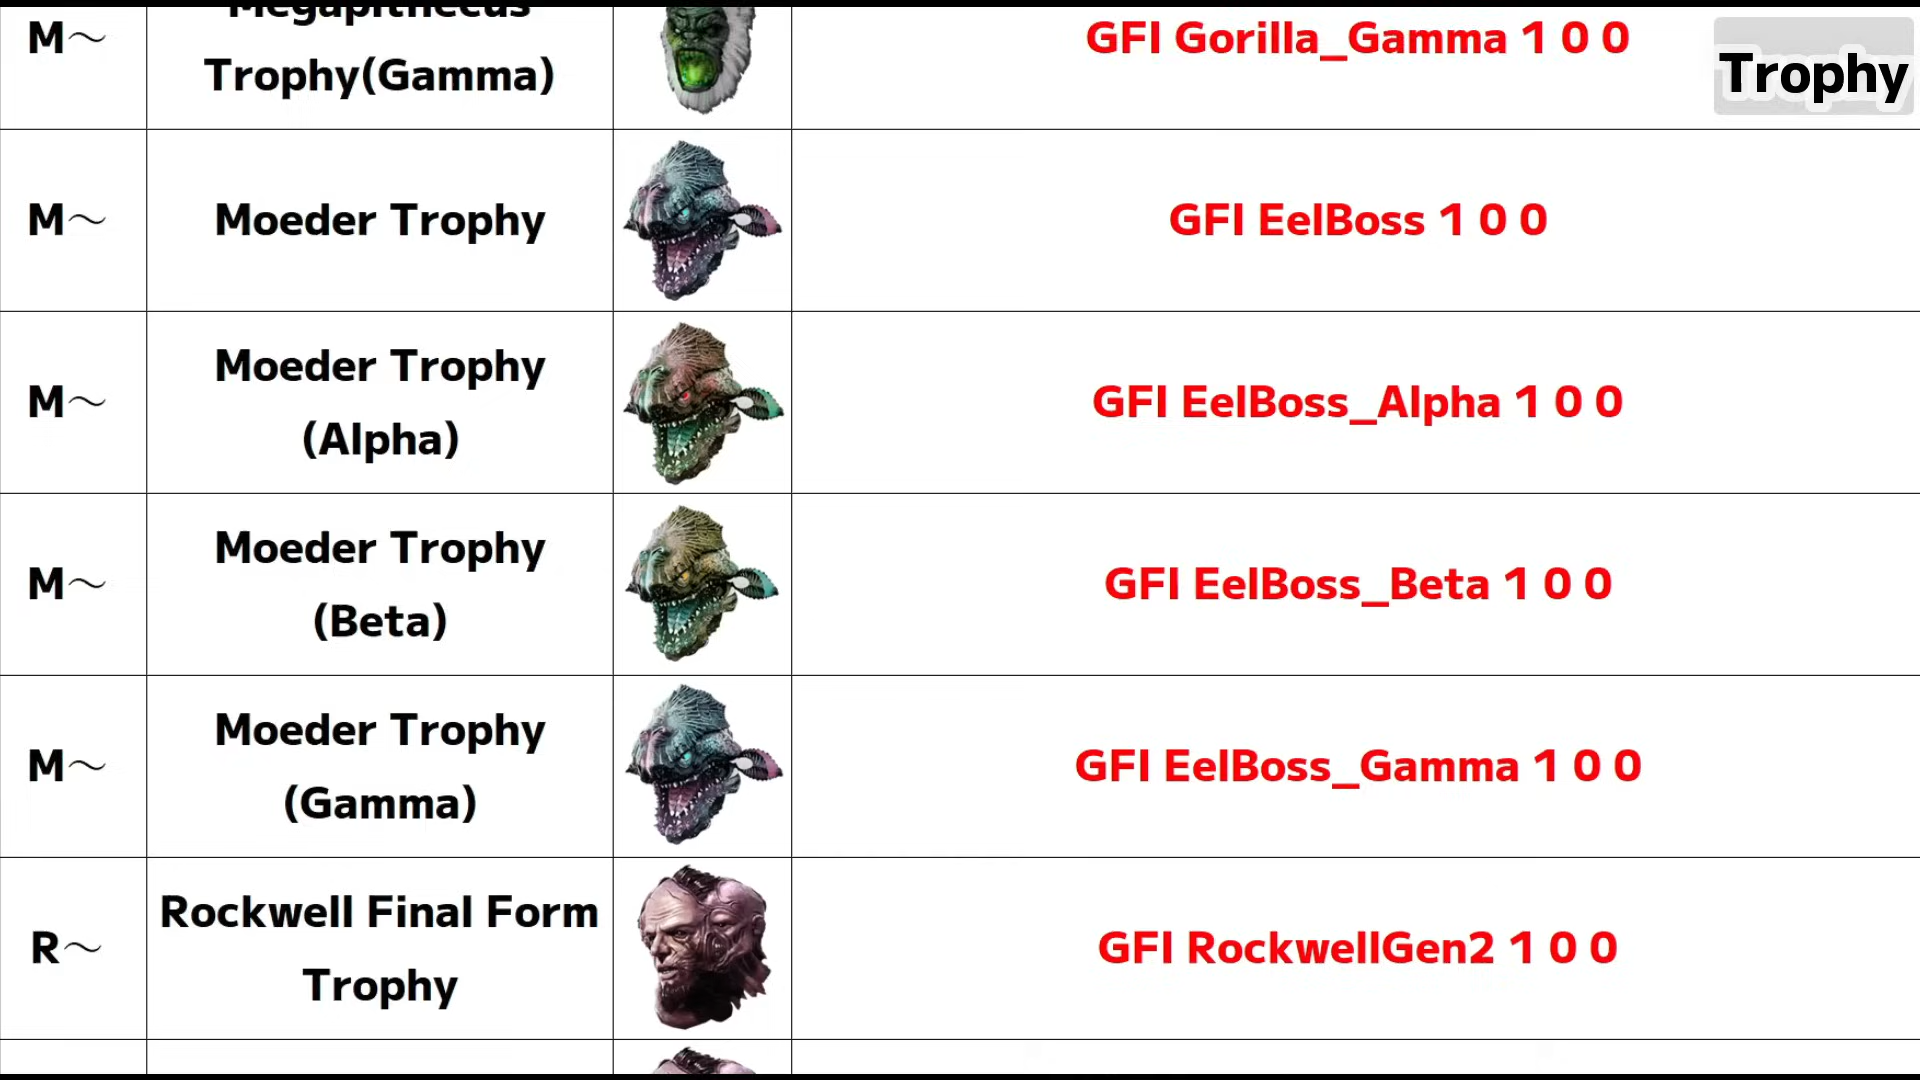 Megapithecus
M～
Trophy(Gamma)
GFI Gorilla_Gamma 1 0 0
Trophy
M～
Moeder Trophy
GFI EelBoss 1 0 0
M～
Moeder Trophy
(Alpha)
GFI EelBoss_Alpha 1 0 0
M～
Moeder Trophy
(Beta)
GFI EelBoss_Beta 1 0 0
M～
Moeder Trophy
(Gamma)
GFI EelBoss_Gamma 1 0 0
R～
Rockwell Final Form
Trophy
GFI RockwellGen2 1 0 0